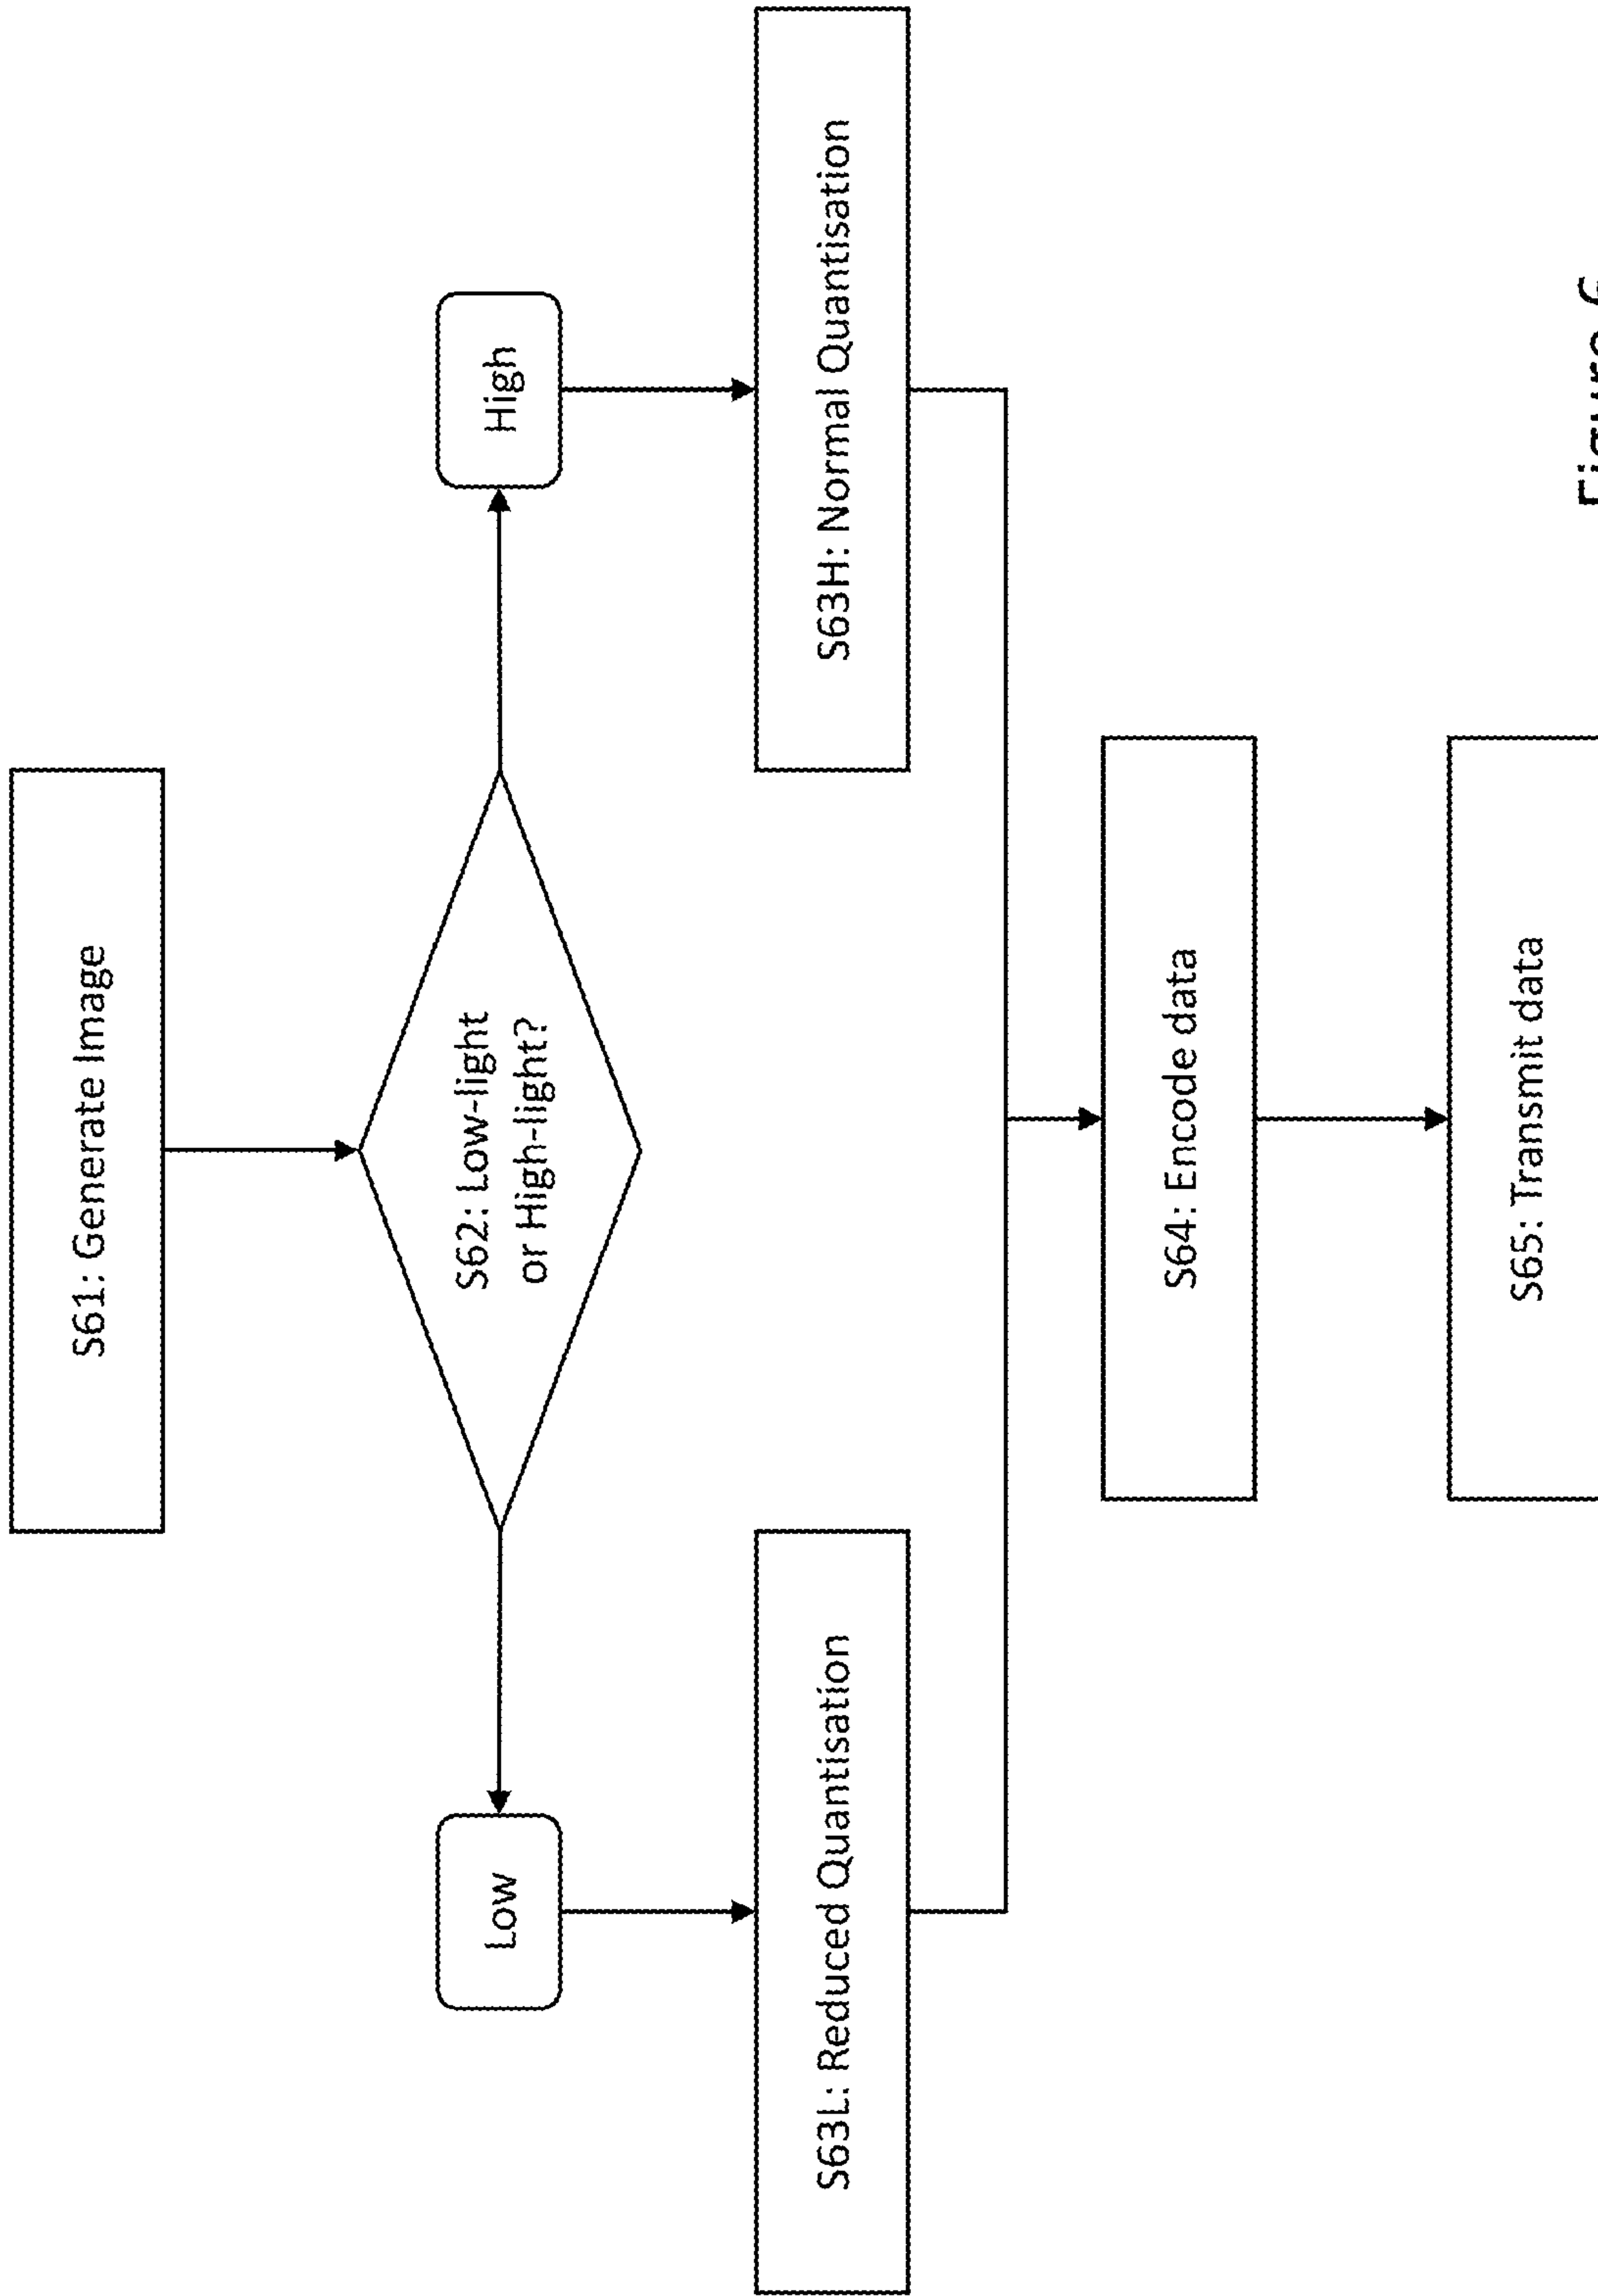 S61: Generate Image
S62: Low-light
or High-light?
Low
High
S63L: Reduced Quantisation
S63H: Normal Quantisation
S64: Encode data
S65: Transmit data